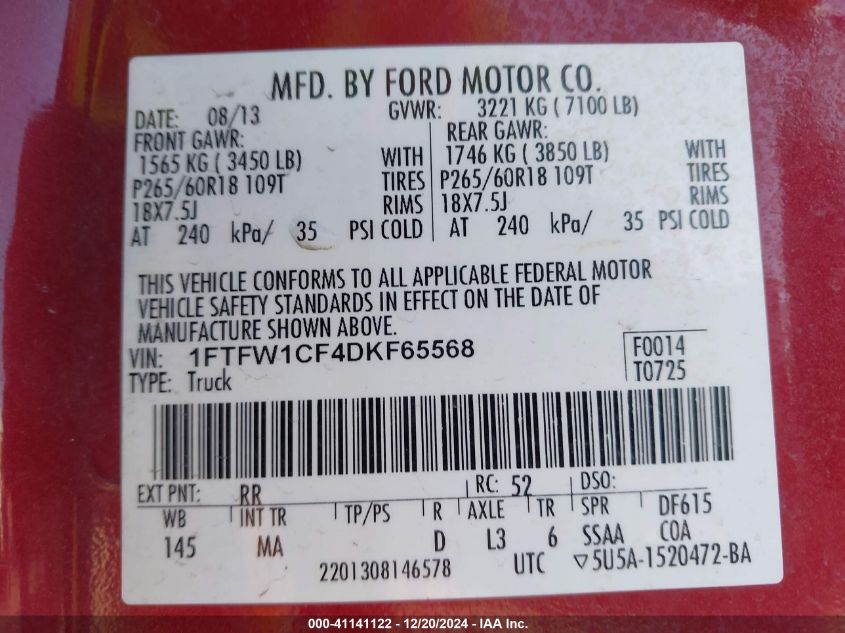 MFD. BY FORD MOTOR CO.
DATE: 08/13 GVWR: 3221 KG ( 7100 LB)
FRONT GAWR: REAR GAWR:
1565 KG ( 3450 LB) WITH 1746 KG ( 3850 LB) WITH
P265/60R18 109T TIRES P265/60R18 109T TIRES
18X7.5J RIMS 18X7.5J RIMS
AT 240 kPa/ 35 PSI COLD AT 240 kPa/ 35 PSI COLD
THIS VEHICLE CONFORMS TO ALL APPLICABLE FEDERAL MOTOR
VEHICLE SAFETY STANDARDS IN EFFECT ON THE DATE OF
MANUFACTURE SHOWN ABOVE.
VIN: 1FTFW1CF4DKF65568 F0014
TYPE: Truck T0725
EXT PNT: RR RC: 52 DSO:
WB INT TR TP/PS R AXLE TR SPR DF615
145 MA D L3 6 SSAA COA
2201308146578 UTC ▽5U5A-1520472-BA
000-41141122 - 12/20/2024 - IAA Inc.